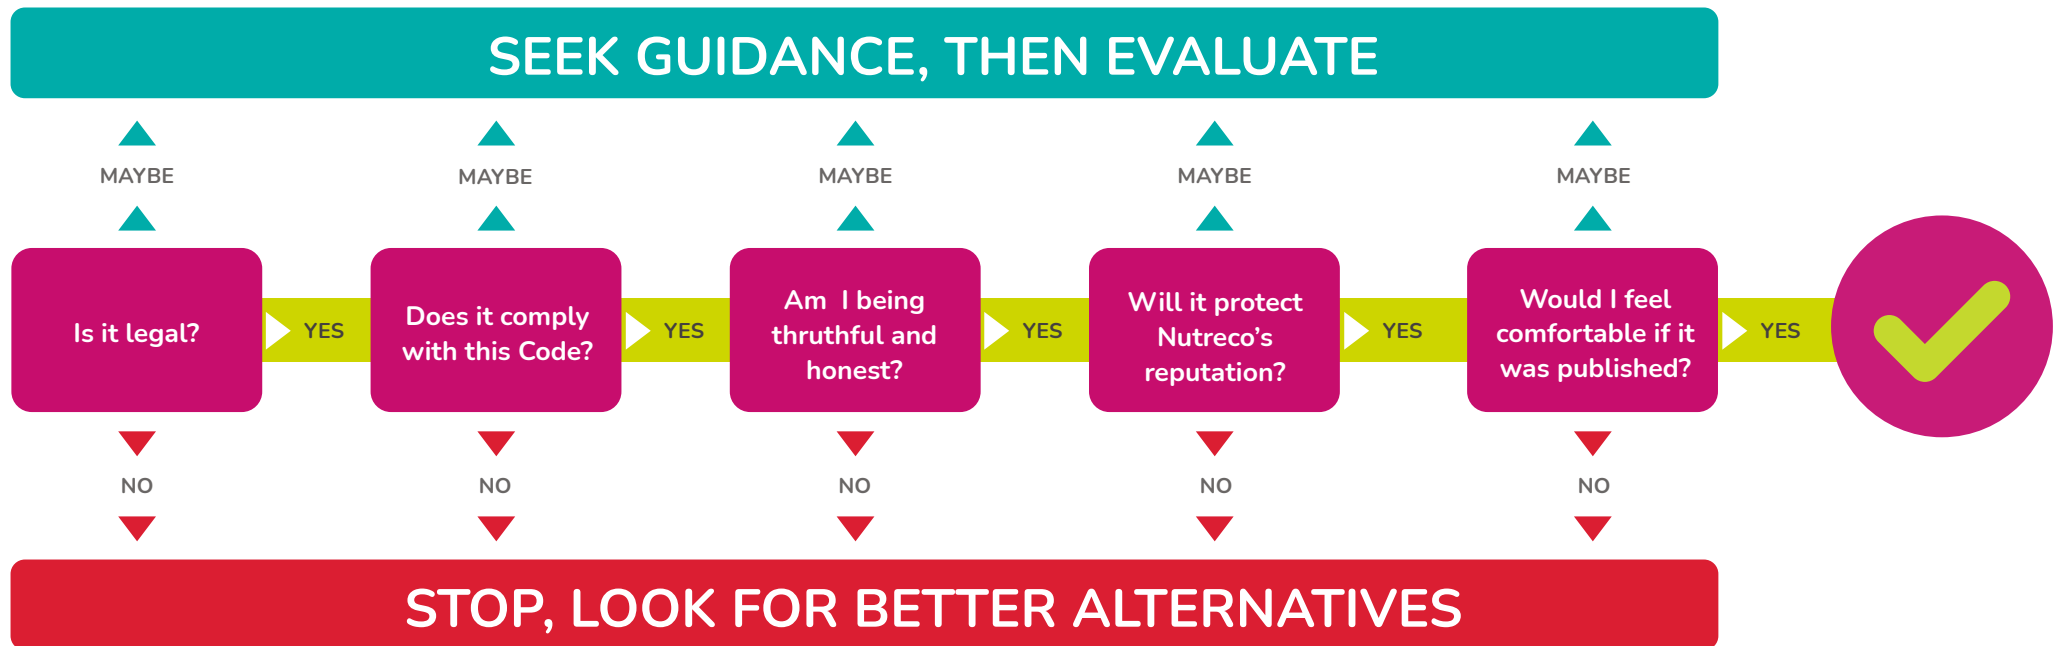 SEEK GUIDANCE, THEN EVALUATE
MAYBE
MAYBE
MAYBE
MAYBE
MAYBE
Is it legal?
YES
Does it comply
with this Code?
YES
Am I being
thruthful and
honest?
YES
Will it protect
Nutreco's
reputation?
YES
Would I feel
comfortable if it
was published?
YES
NO
NO
NO
NO
NO
STOP, LOOK FOR BETTER ALTERNATIVES